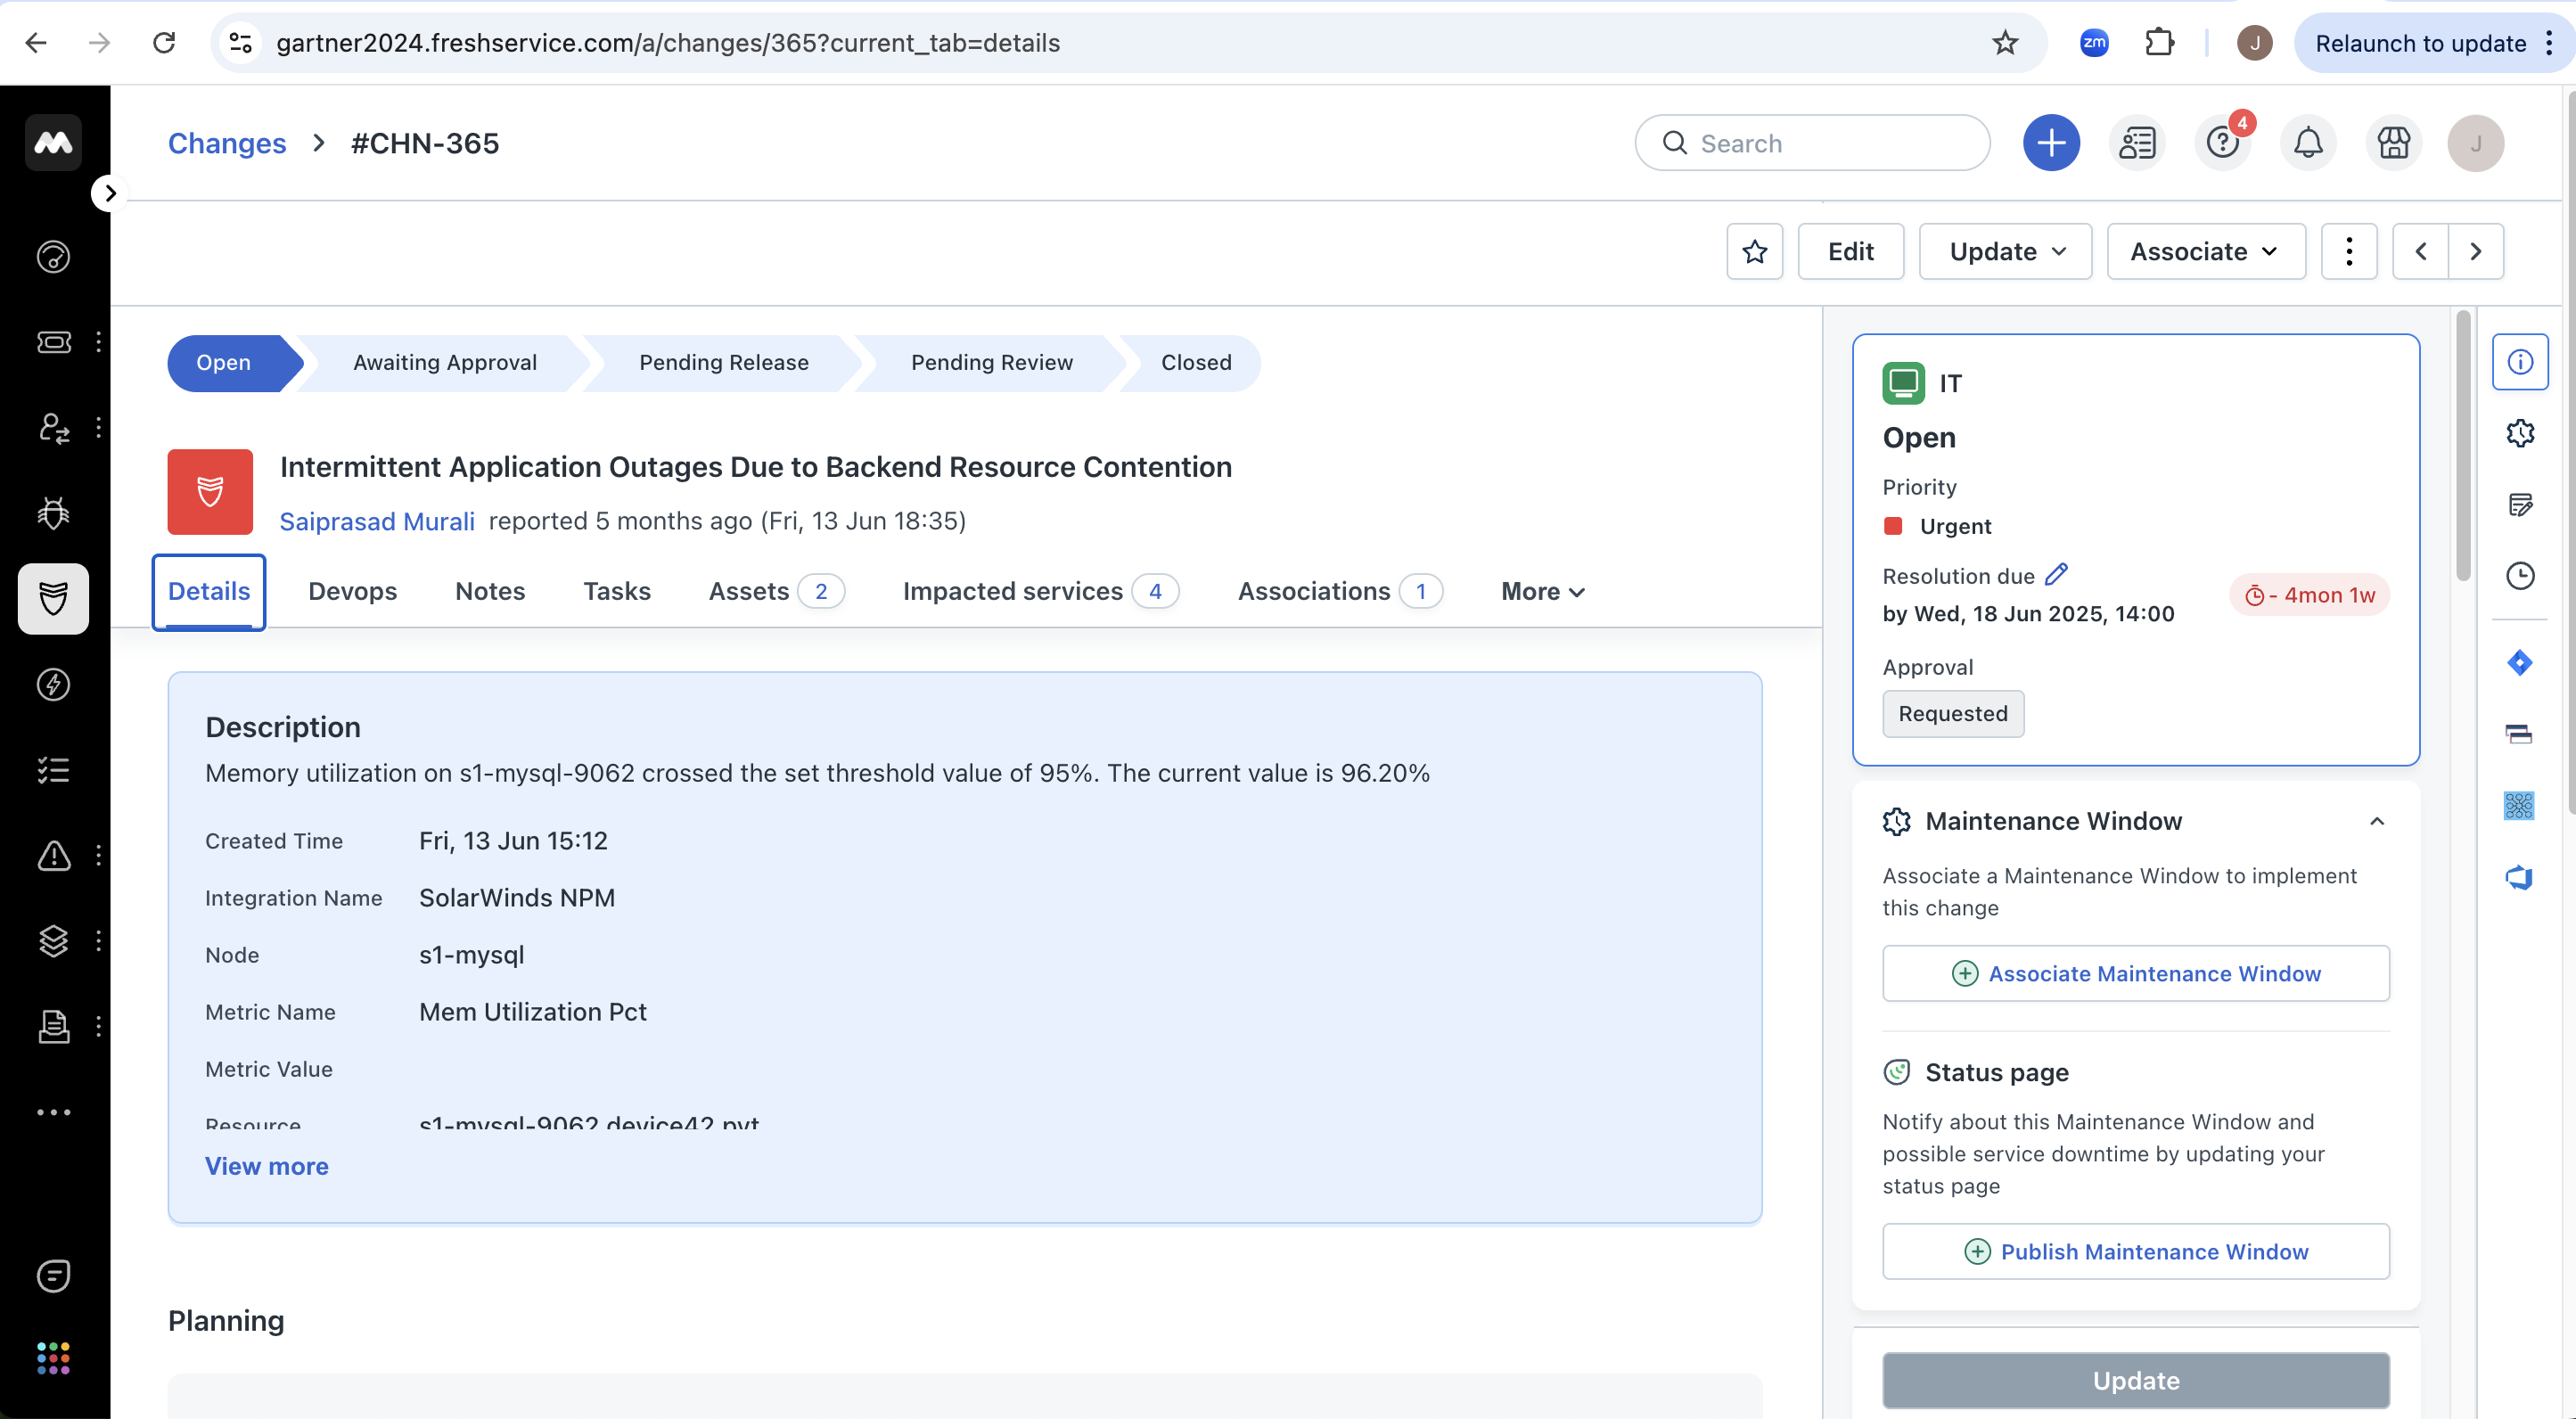 gartner2024.freshservice.com/a/changes/365?current_tab=details
zm
J
Relaunch to update
Changes > #CHN-365
Search
4
J
Edit
Update
Associate
Open
Awaiting Approval
Pending Release
Pending Review
Closed
Intermittent Application Outages Due to Backend Resource Contention
Saiprasad Murali reported 5 months ago (Fri, 13 Jun 18:35)
Details
Devops
Notes
Tasks
Assets 2
Impacted services 4
Associations 1
More
Description
Memory utilization on s1-mysql-9062 crossed the set threshold value of 95%. The current value is 96.20%
Created Time Fri, 13 Jun 15:12
Integration Name SolarWinds NPM
Node s1-mysql
Metric Name Mem Utilization Pct
Metric Value
Resource s1-mysql-9062.device42.pvt
View more
Planning
IT
Open
Priority
Urgent
Resolution due
by Wed, 18 Jun 2025, 14:00
- 4mon 1w
Approval
Requested
Maintenance Window
Associate a Maintenance Window to implement
this change
Associate Maintenance Window
Status page
Notify about this Maintenance Window and
possible service downtime by updating your
status page
Publish Maintenance Window
Update